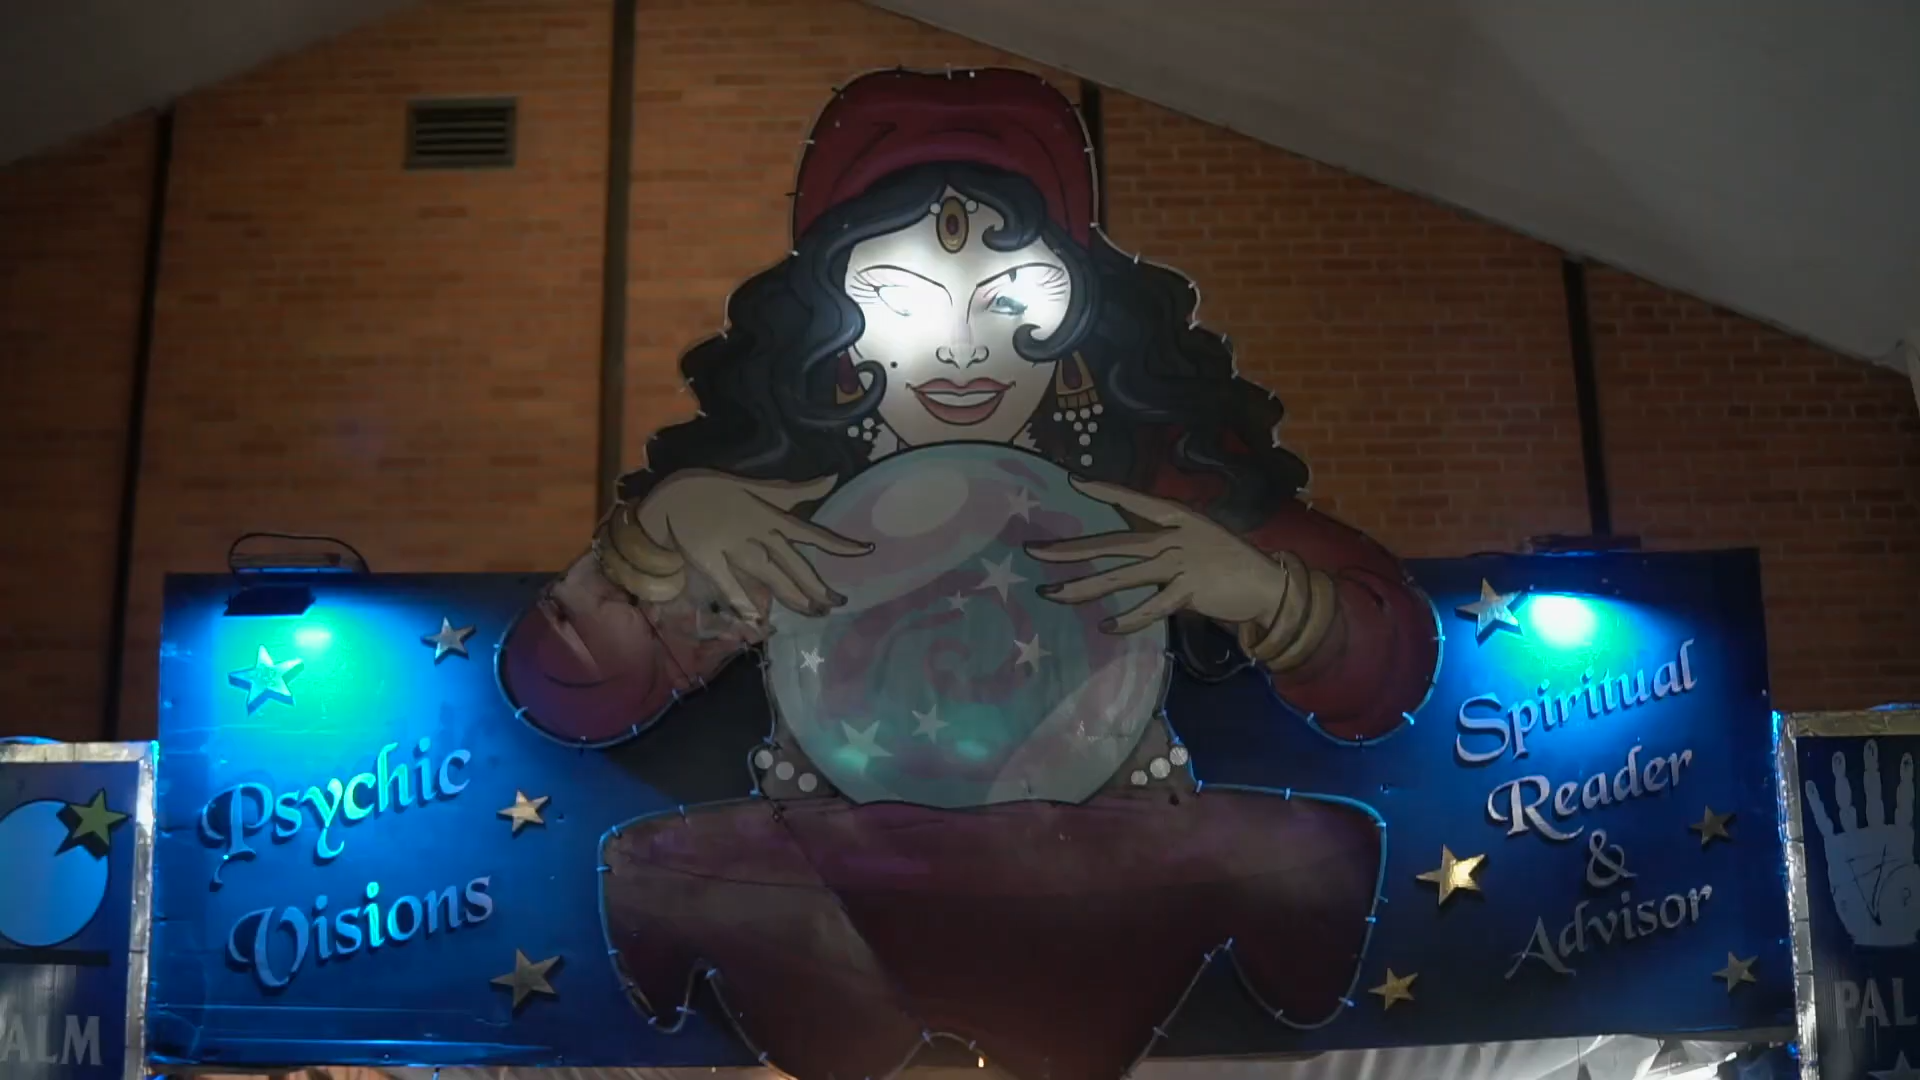 Psychic
Visions
Spiritual
Reader
&
Advisor
PALM
PAL